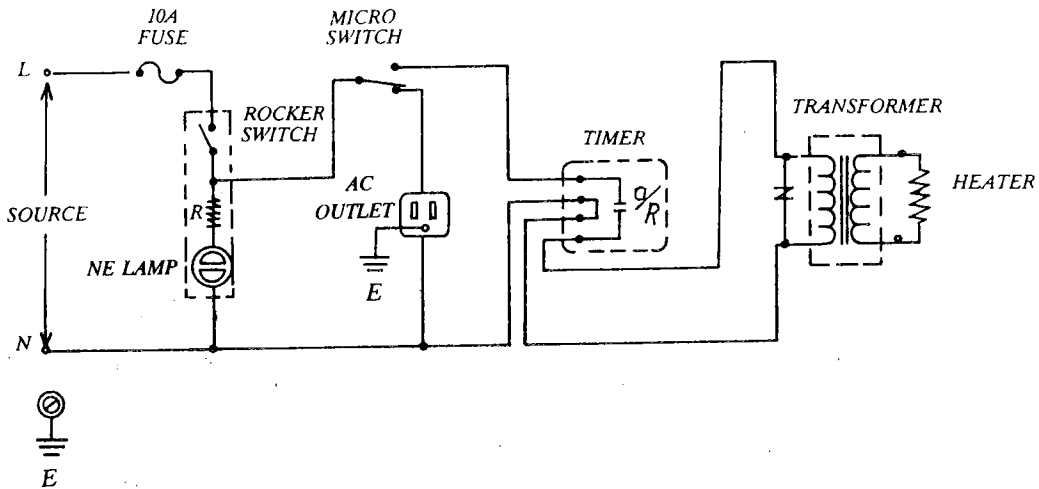 10A
FUSE
MICRO
SWITCH
L
ROCKER
SWITCH
TRANSFORMER
TIMER
AC
OUTLET
HEATER
SOURCE
R
NE LAMP
E
N
E